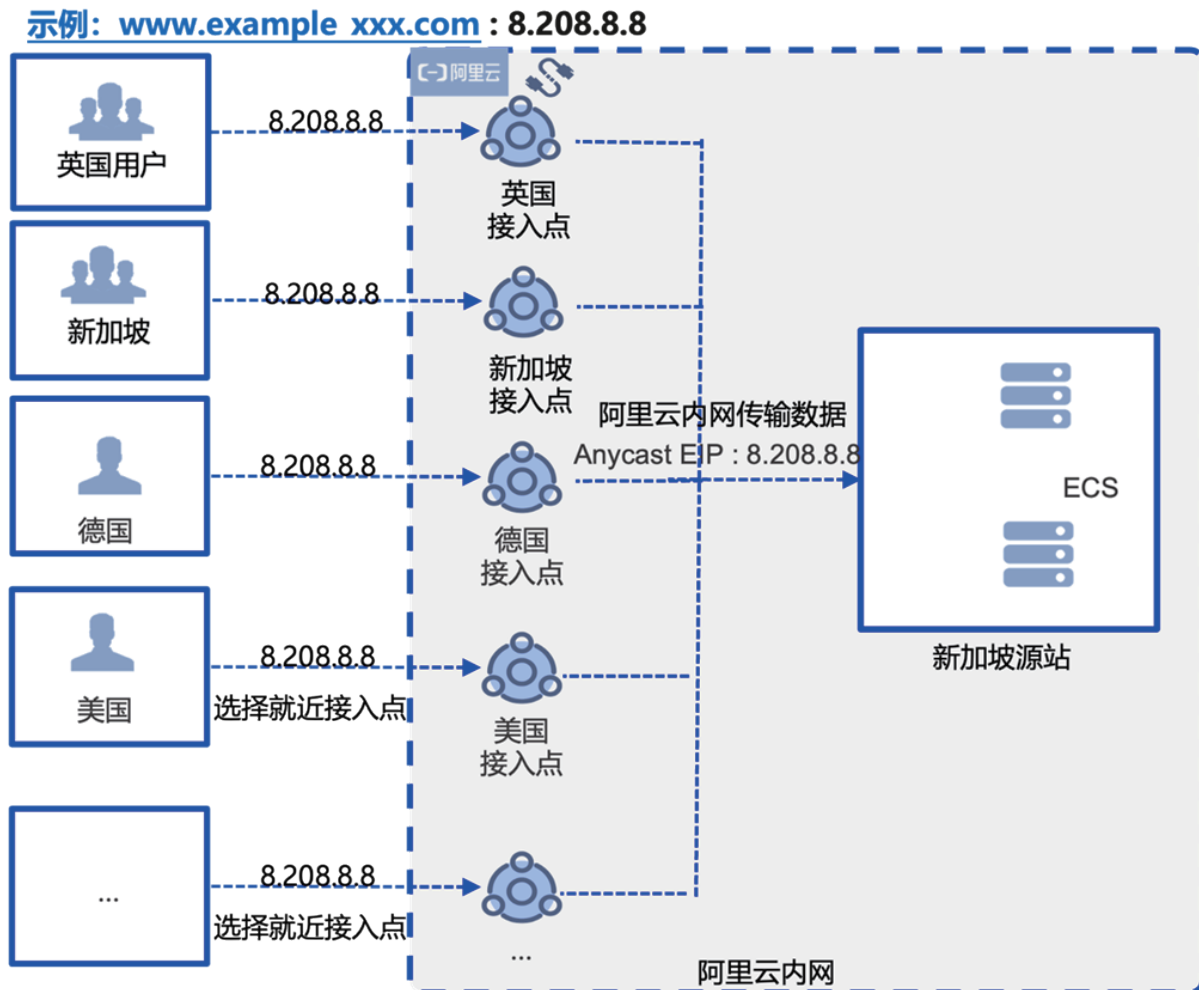 示例：www.example xxx.com : 8.208.8.8
阿里云
8.208.8.8
英国用户
英国
接入点
8.208.8.8
新加坡
新加坡
接入点
阿里云内网传输数据
Anycast EIP : 8.208.8.8
8.208.8.8
德国
德国
接入点
ECS
新加坡源站
8.208.8.8
选择就近接入点
美国
美国
接入点
8.208.8.8
选择就近接入点
...
...
阿里云内网